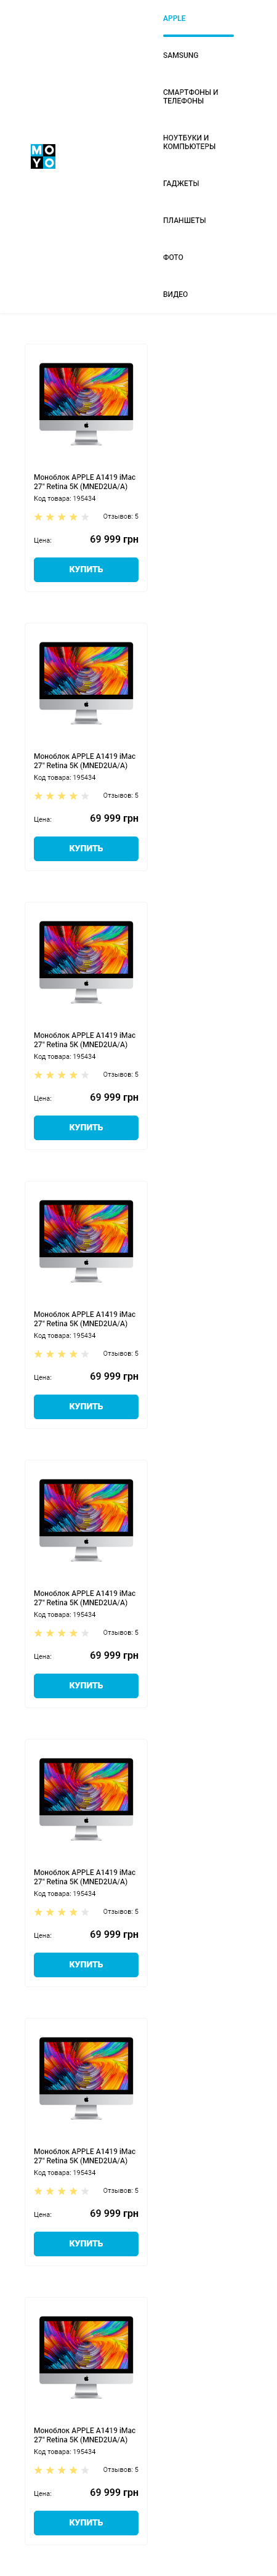 APPLE
SAMSUNG
СМАРТФОНЫ И
ТЕЛЕФОНЫ
НОУТБУКИ И
КОМПЬЮТЕРЫ
MO
YO
ГАДЖЕТЫ
ПЛАНШЕТЫ
ФОТО
ВИДЕО
Моноблок APPLE A1419 iMac
27" Retina 5K (MNED2UA/A)
Код товара: 195434
Отзывов: 5
Цена: 69 999 грн
КУПИТЬ
Моноблок APPLE A1419 iMac
27" Retina 5K (MNED2UA/A)
Код товара: 195434
Отзывов: 5
Цена: 69 999 грн
КУПИТЬ
Моноблок APPLE A1419 iMac
27" Retina 5K (MNED2UA/A)
Код товара: 195434
Отзывов: 5
Цена: 69 999 грн
КУПИТЬ
Моноблок APPLE A1419 iMac
27" Retina 5K (MNED2UA/A)
Код товара: 195434
Отзывов: 5
Цена: 69 999 грн
КУПИТЬ
Моноблок APPLE A1419 iMac
27" Retina 5K (MNED2UA/A)
Код товара: 195434
Отзывов: 5
Цена: 69 999 грн
КУПИТЬ
Моноблок APPLE A1419 iMac
27" Retina 5K (MNED2UA/A)
Код товара: 195434
Отзывов: 5
Цена: 69 999 грн
КУПИТЬ
Моноблок APPLE A1419 iMac
27" Retina 5K (MNED2UA/A)
Код товара: 195434
Отзывов: 5
Цена: 69 999 грн
КУПИТЬ
Моноблок APPLE A1419 iMac
27" Retina 5K (MNED2UA/A)
Код товара: 195434
Отзывов: 5
Цена: 69 999 грн
КУПИТЬ